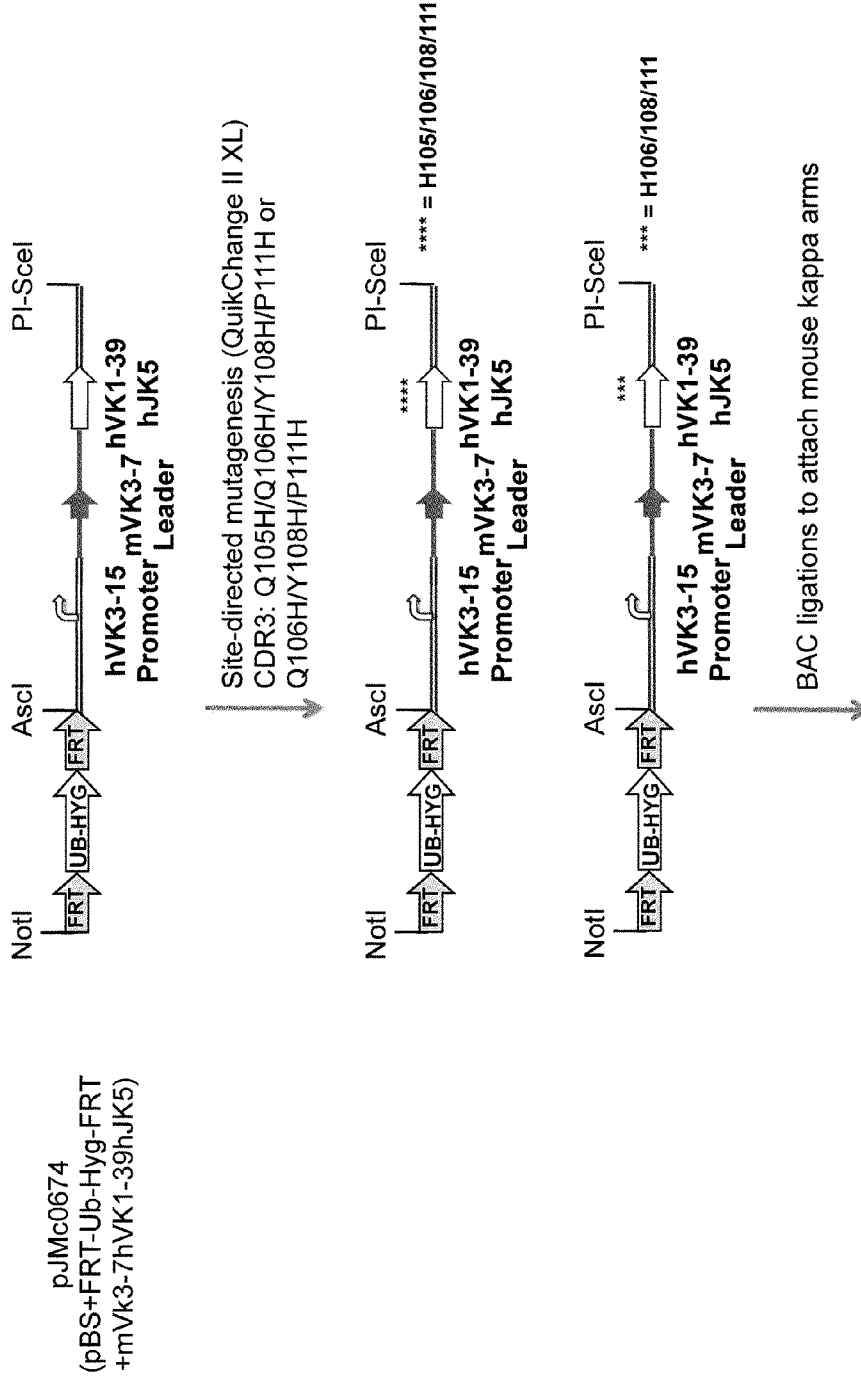 pJMc0674
(pBS+FRT-Ub-Hyg-FRT
+mVk3-7hVK1-39hJK5)
NotI AscI PI-SceI
FRT UB-HYG FRT
hVK3-15 mVK3-7 hVK1-39
Promoter Leader hJK5
Site-directed mutagenesis (QuikChange II XL)
CDR3: Q105H/Q106H/Y108H/P111H or
Q106H/Y108H/P111H
NotI AscI PI-SceI
**** **** = H105/106/108/111
FRT UB-HYG FRT
hVK3-15 mVK3-7 hVK1-39
Promoter Leader hJK5
NotI AscI PI-SceI
*** *** = H106/108/111
FRT UB-HYG FRT
hVK3-15 mVK3-7 hVK1-39
Promoter Leader hJK5
BAC ligations to attach mouse kappa arms